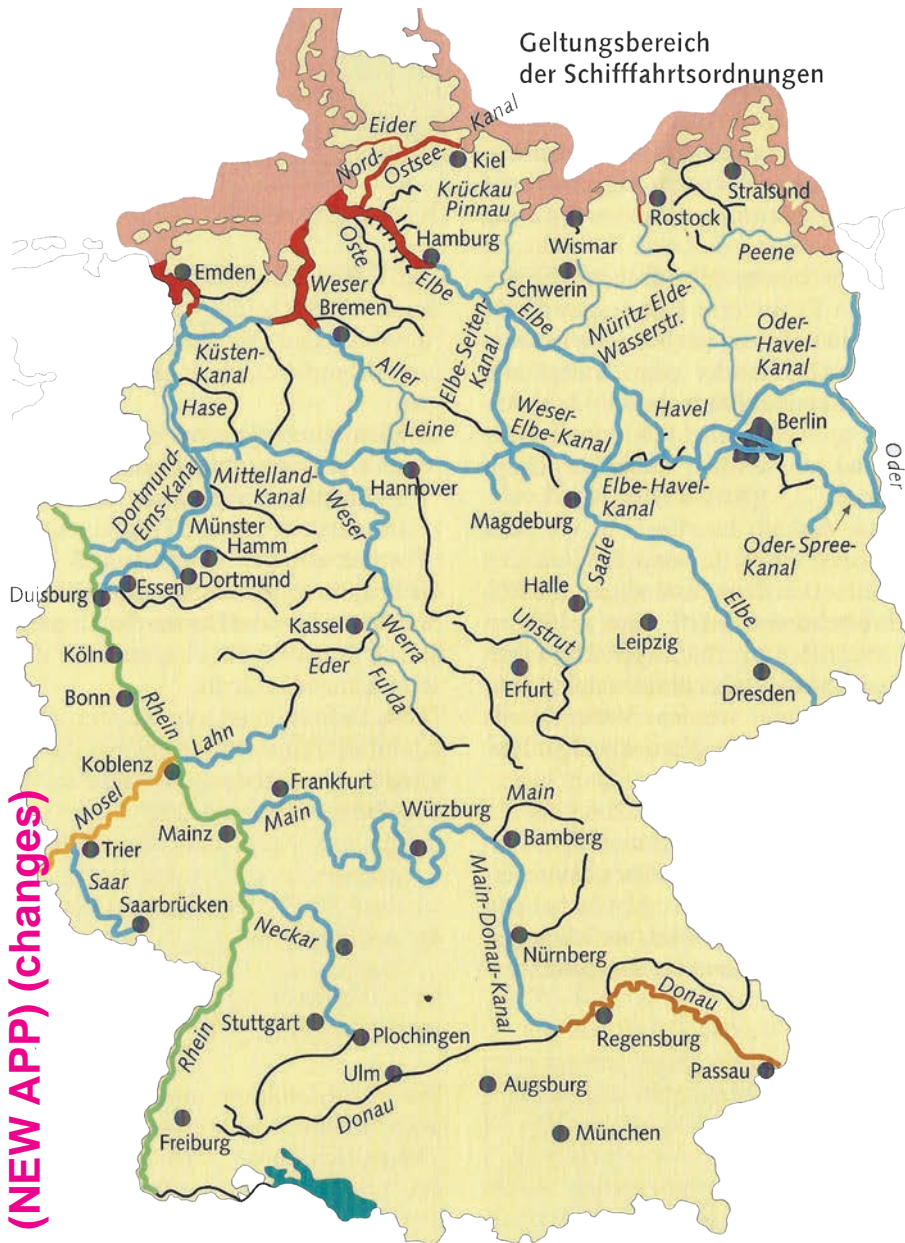 Geltungsbereich
der Schifffahrtsordnungen
Eider
Kanal
Nord-
Ostsee-
Kiel
Krückau
Pinnau
Stralsund
Rostock
Hamburg
Wismar
Peene
Oste
Emden
Elbe
Schwerin
Weser
Bremen
Elbe
Müritz-Elde-
Wasserstr.
Oder-
Havel-
Kanal
Elbe-Seiten-
Kanal
Küsten-
Kanal
Aller
Hase
Leine
Weser-
Elbe-Kanal
Havel
Berlin
Oder
Dortmund-
Ems-Kanal
Mittelland-
Kanal
Weser
Hannover
Elbe-Havel-
Kanal
Magdeburg
Münster
Hamm
Oder-Spree-
Kanal
Saale
Duisburg
Essen
Dortmund
Halle
Elbe
Unstrut
Leipzig
Kassel
Werra
Köln
Eder
Fulda
Erfurt
Dresden
Bonn
Rhein
Lahn
Koblenz
Frankfurt
Main
Mosel
Main
Würzburg
Mainz
Bamberg
Trier
Saar
Saarbrücken
Main-Donau-Kanal
Neckar
Nürnberg
Donau
Rhein
Stuttgart
Plochingen
Regensburg
Ulm
Augsburg
Passau
Donau
Freiburg
München
(NEW APP) (changes)